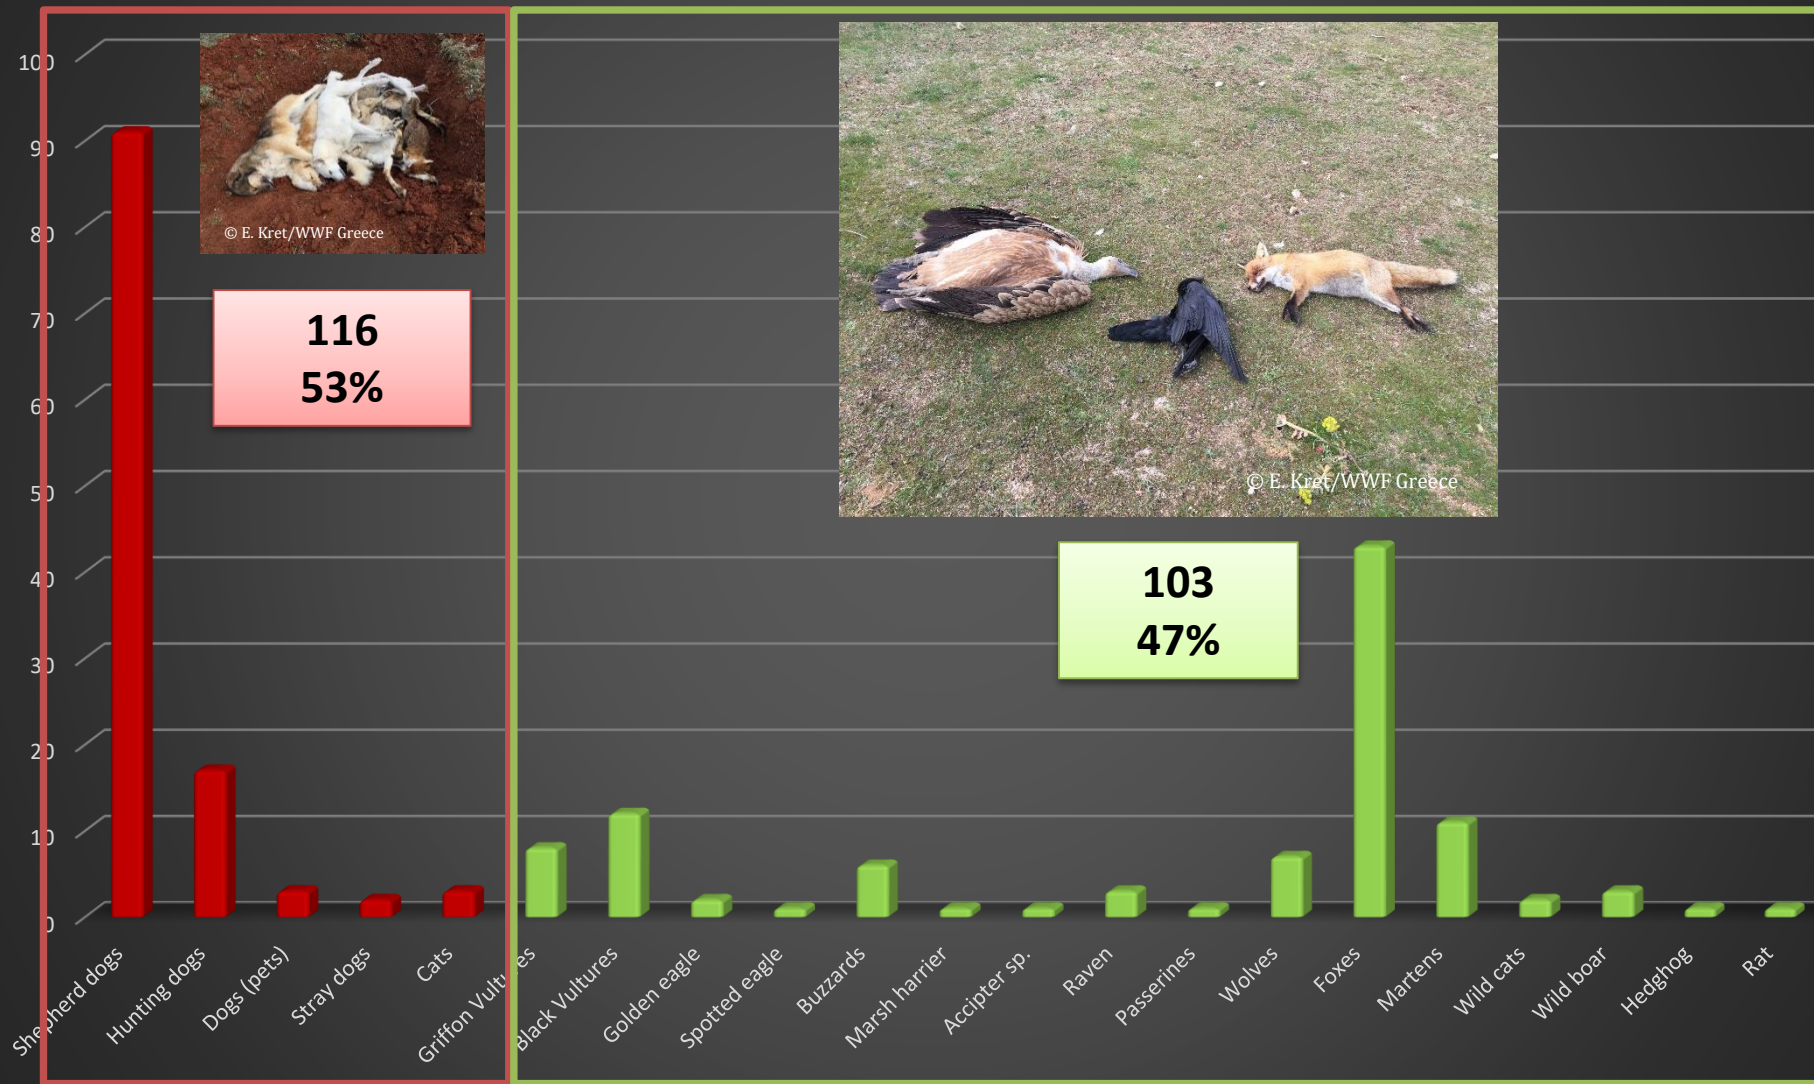 100
90
80
70
60
50
40
30
20
10
0
© E. Kret/WWF Greece
116
53%
© E. Kret/WWF Greece
103
47%
Shepherd dogs
Hunting dogs
Dogs (pets)
Stray dogs
Cats
Griffon Vultures
Black Vultures
Golden eagle
Spotted eagle
Buzzards
Marsh harrier
Accipter sp.
Raven
Passerines
Wolves
Foxes
Martens
Wild cats
Wild boar
Hedghog
Rat